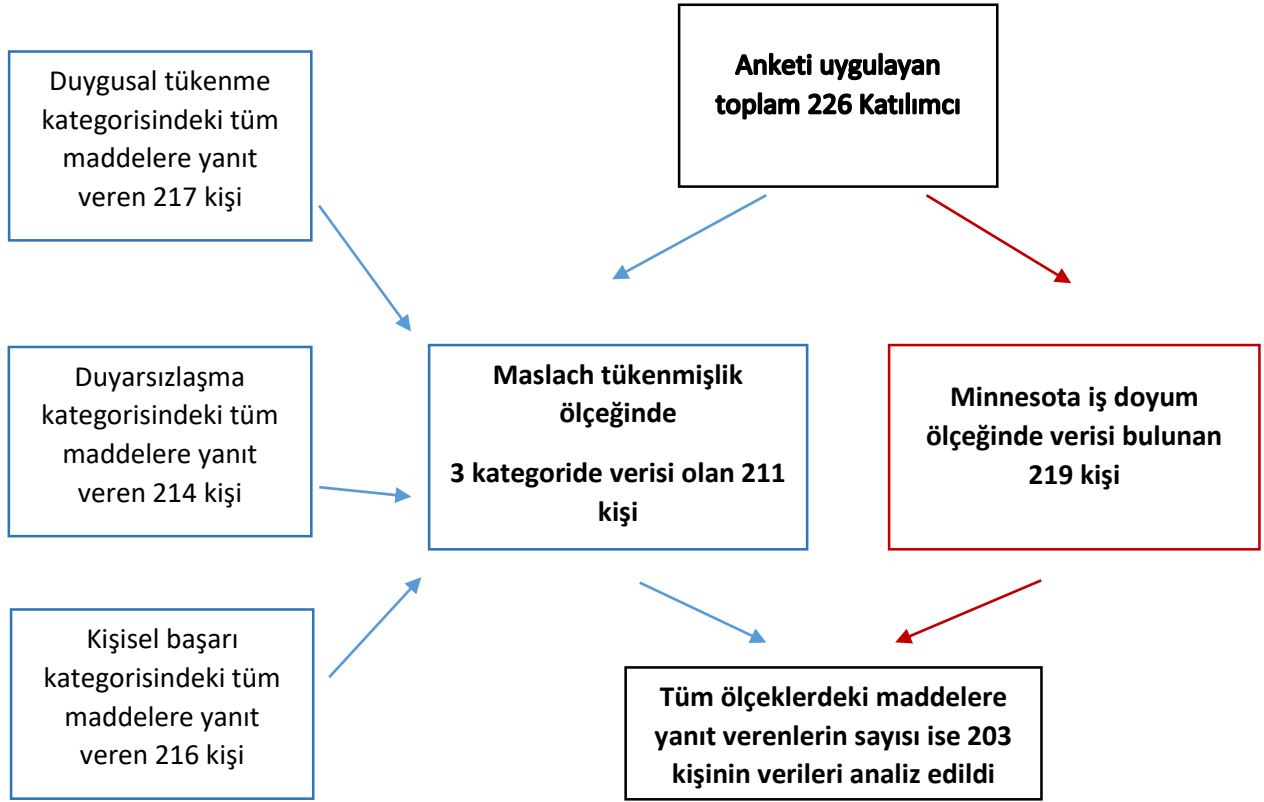 Anketi uygulayan
toplam 226 Katılımcı
Duygusal tükenme
kategorisindeki tüm
maddelere yanıt
veren 217 kişi
Duyarsızlaşma
kategorisindeki tüm
maddelere yanıt
veren 214 kişi
Kişisel başarı
kategorisindeki tüm
maddelere yanıt
veren 216 kişi
Maslach tükenmişlik
ölçeğinde
3 kategoride verisi olan 211
kişi
Minnesota iş doyum
ölçeğinde verisi bulunan
219 kişi
Tüm ölçeklerdeki maddelere
yanıt verenlerin sayısı ise 203
kişinin verileri analiz edildi